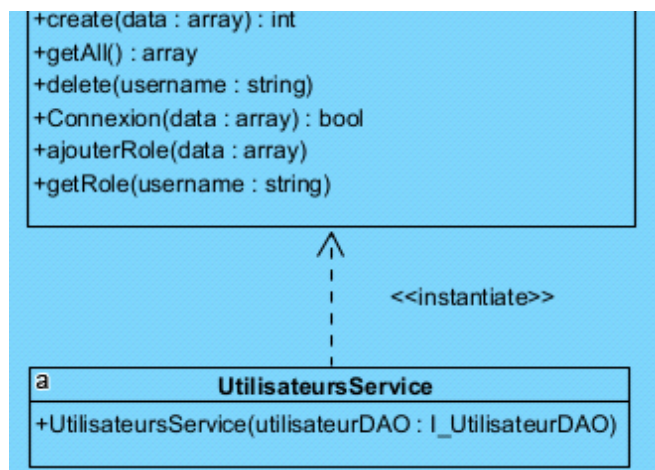 +create(data : array) : int
+getAll() : array
+delete(username : string)
+Connexion(data : array) : bool
+ajouterRole(data : array)
+getRole(username : string)
<<instantiate>>
a
UtilisateursService
+UtilisateursService(utilisateurDAO : I_UtilisateurDAO)